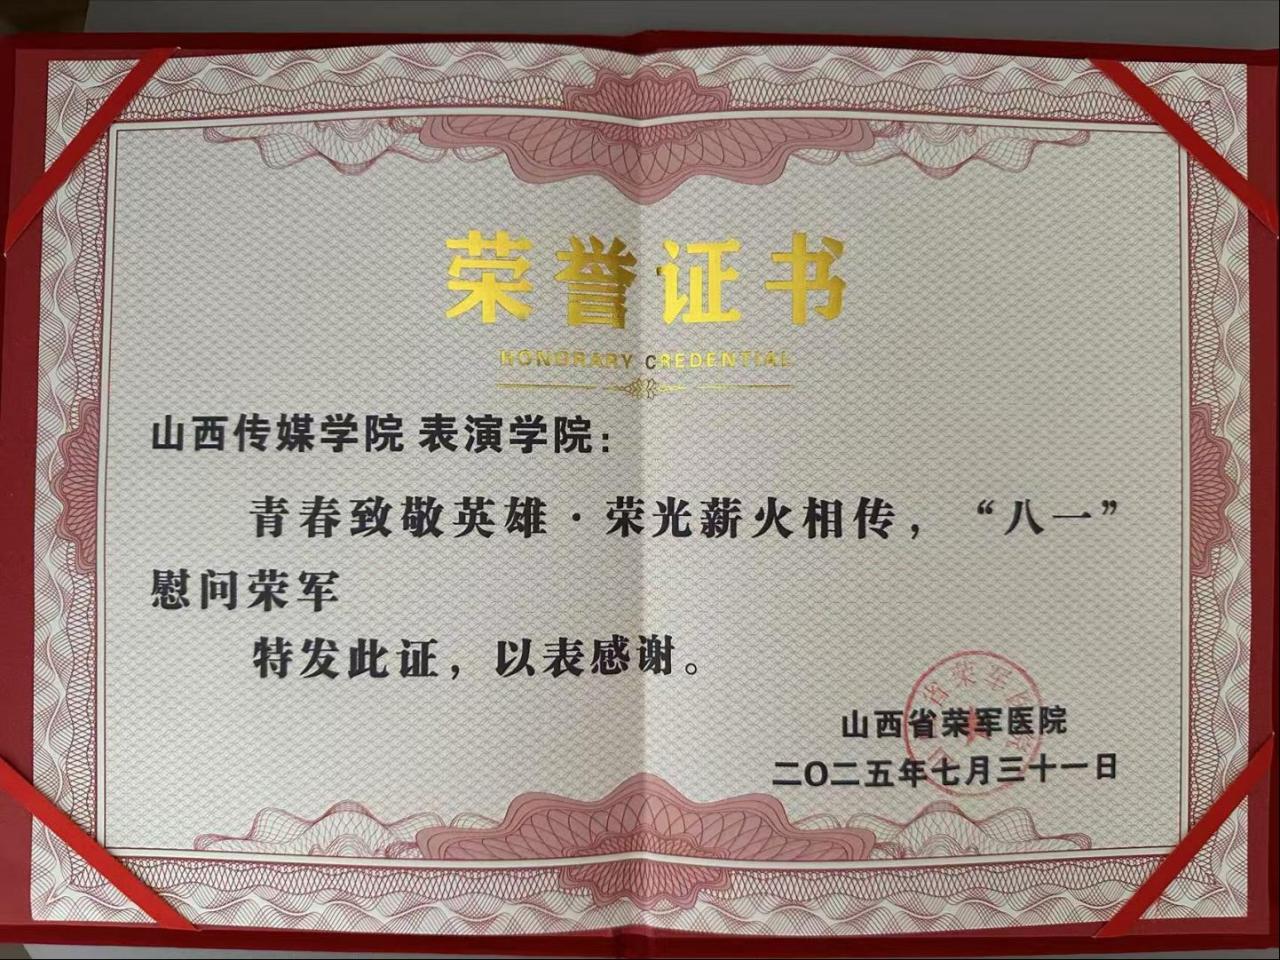 荣誉证书
HONORARY CREDENTIAL
山西传媒学院 表演学院：
青春致敬英雄·荣光薪火相传，“八一”
慰问荣军
特发此证，以表感谢。
山西省荣军医院
二〇二五年七月三十一日